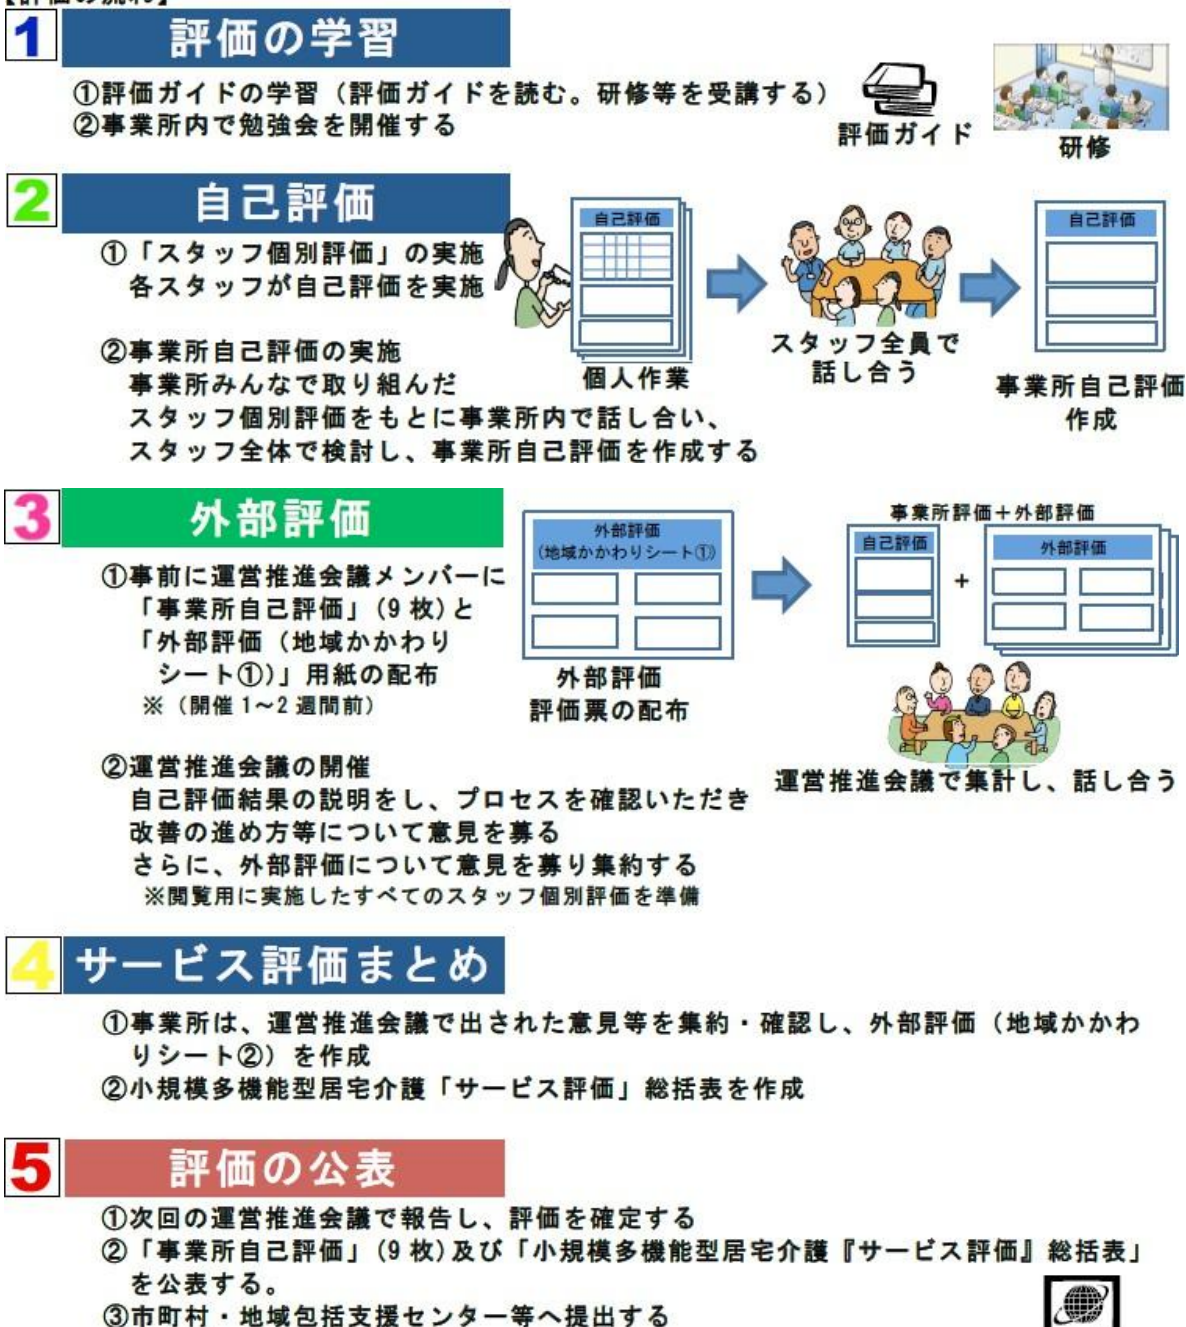 【評価の流れ】
1 評価の学習
①評価ガイドの学習（評価ガイドを読む。研修等を受講する）
②事業所内で勉強会を開催する
評価ガイド
研修
2 自己評価
①「スタッフ個別評価」の実施
各スタッフが自己評価を実施
②事業所自己評価の実施
事業所みんなで取り組んだ
スタッフ個別評価をもとに事業所内で話し合い、
スタッフ全体で検討し、事業所自己評価を作成する
自己評価
個人作業
スタッフ全員で
話し合う
自己評価
事業所自己評価
作成
3 外部評価
①事前に運営推進会議メンバーに
「事業所自己評価」(9枚)と
「外部評価（地域かかわり
シート①)」用紙の配布
※（開催1～2週間前）
外部評価
(地域かかわりシート①)
外部評価
評価票の配布
事業所評価＋外部評価
自己評価
+
外部評価
運営推進会議で集計し、話し合う
②運営推進会議の開催
自己評価結果の説明をし、プロセスを確認いただき
改善の進め方等について意見を募る
さらに、外部評価について意見を募り集約する
※閲覧用に実施したすべてのスタッフ個別評価を準備
4 サービス評価まとめ
①事業所は、運営推進会議で出された意見等を集約・確認し、外部評価（地域かかわ
りシート②）を作成
②小規模多機能型居宅介護「サービス評価」総括表を作成
5 評価の公表
①次回の運営推進会議で報告し、評価を確定する
②「事業所自己評価」(9枚)及び「小規模多機能型居宅介護『サービス評価』総括表」
を公表する。
③市町村・地域包括支援センター等へ提出する